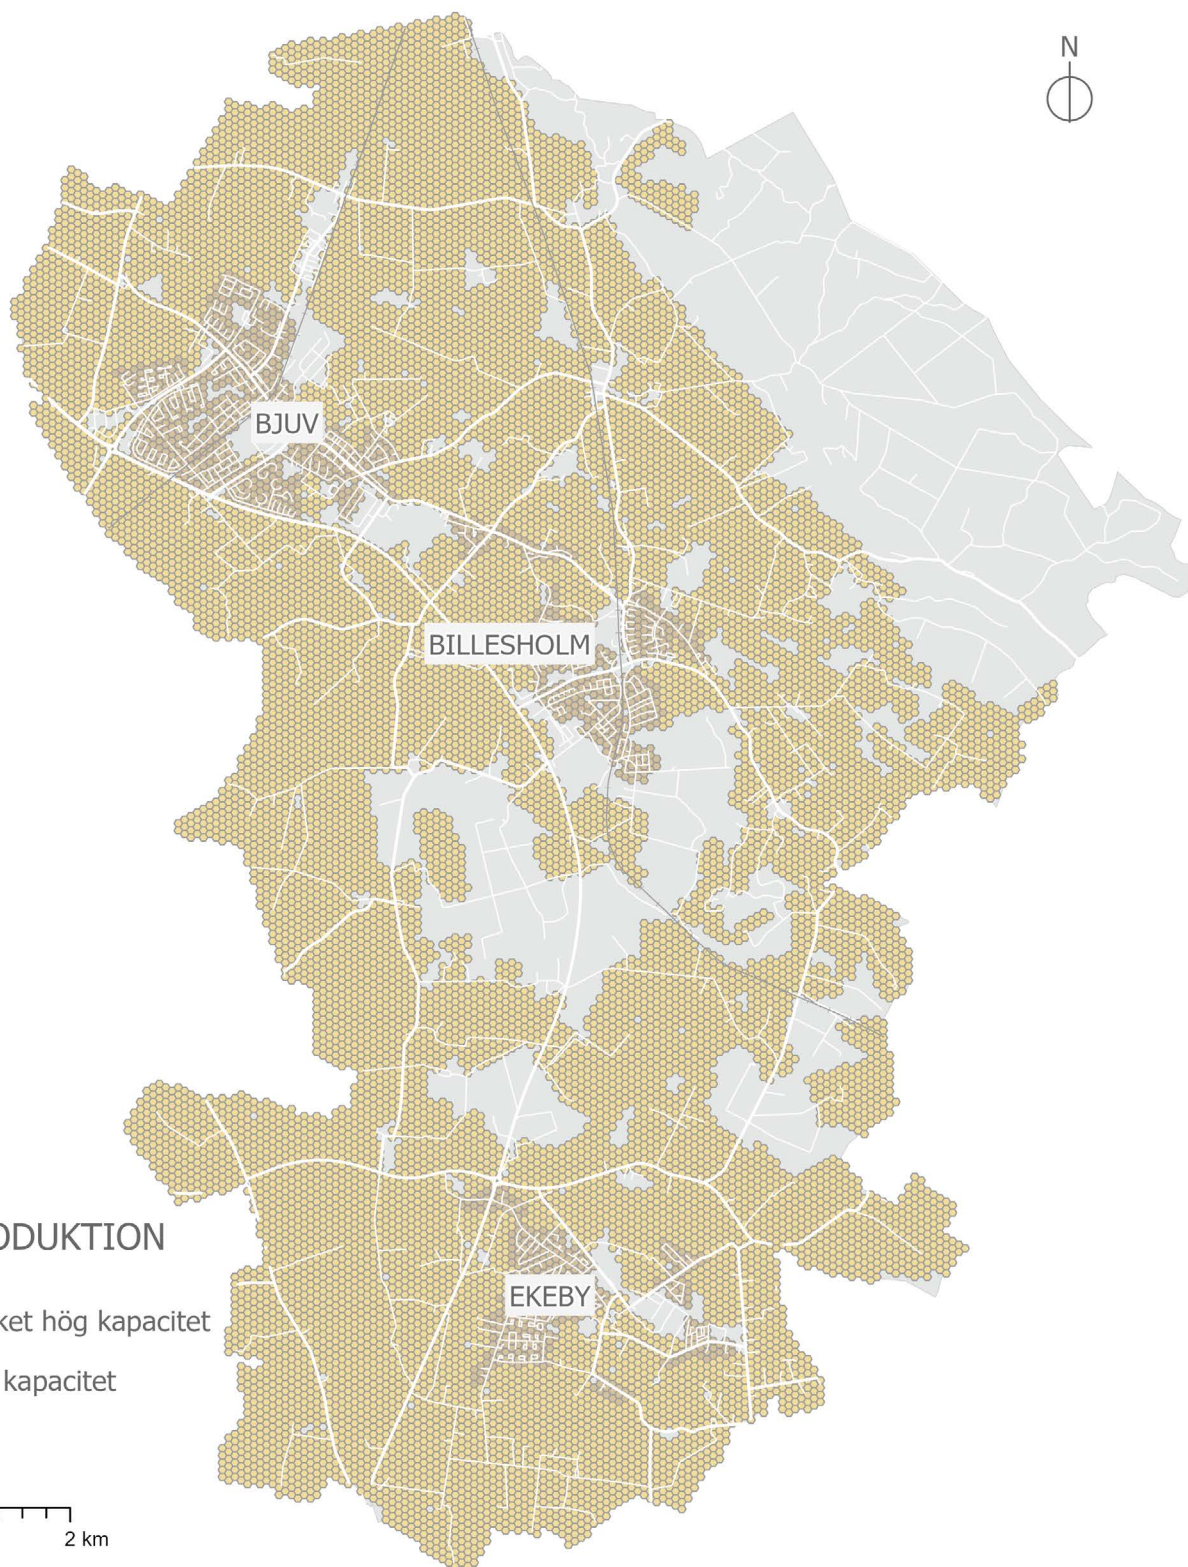 N
BJUV
BILLESHOLM
ODUKTION
EKEBY
ket hög kapacitet
kapacitet
2 km